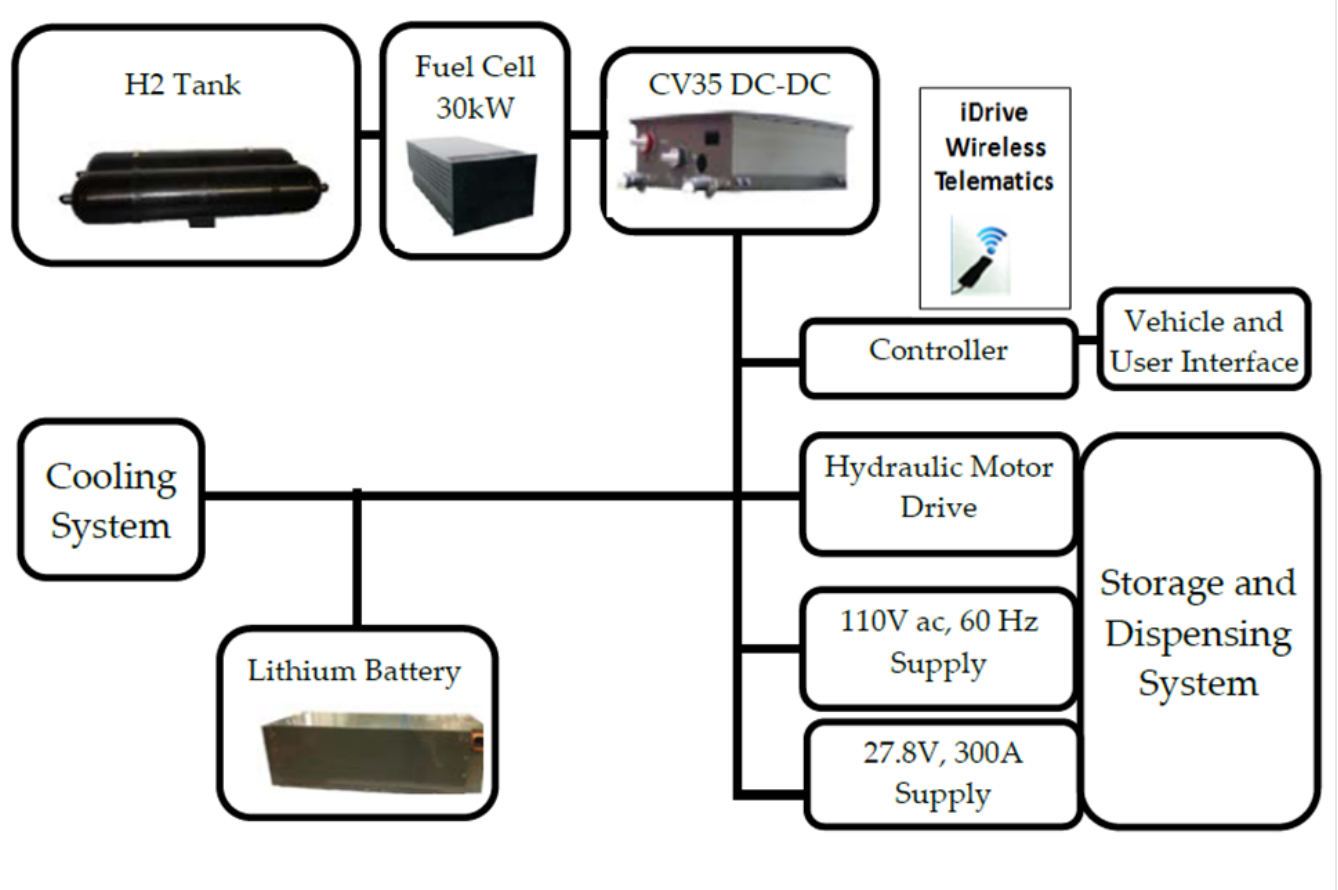 H2 Tank
Fuel Cell
30kW
CV35 DC-DC
iDrive
Wireless
Telematics
Controller
Vehicle and
User Interface
Cooling
System
Hydraulic Motor
Drive
110V ac, 60 Hz
Supply
Storage and
Dispensing
System
Lithium Battery
27.8V, 300A
Supply